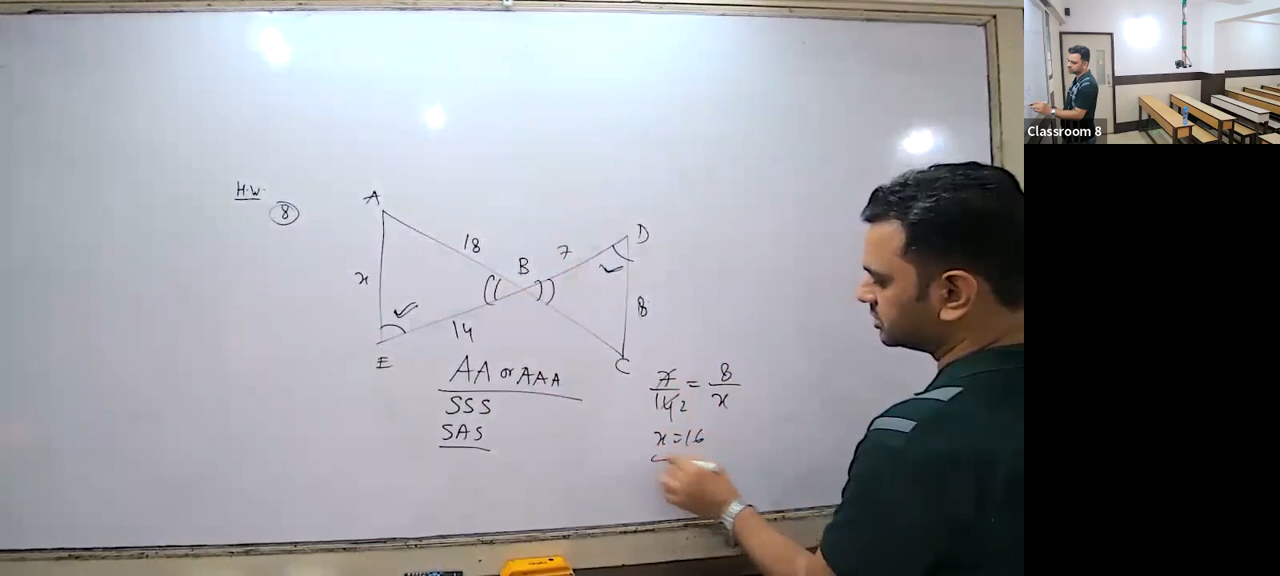 Classroom 8
H.W.
8
A
18
B
7
D
x
8
14
E
C
AA or AAA
SSS
SAS
7/14 2 = 8/x
x = 16